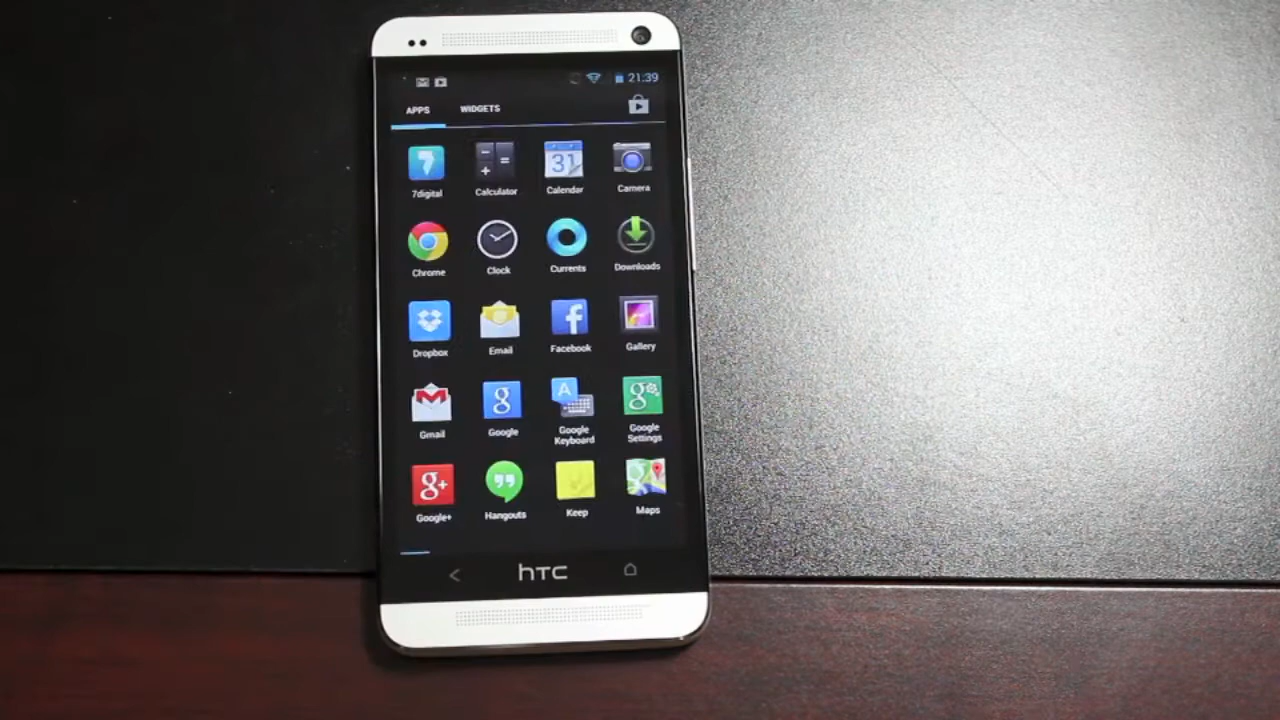 21:39
APPS WIDGETS
7digital Calculator Calendar Camera
31
Chrome Clock Currents Downloads
Dropbox Email Facebook Gallery
Gmail Google Google Keyboard Google Settings
Google+ Hangouts Keep Maps
hTC